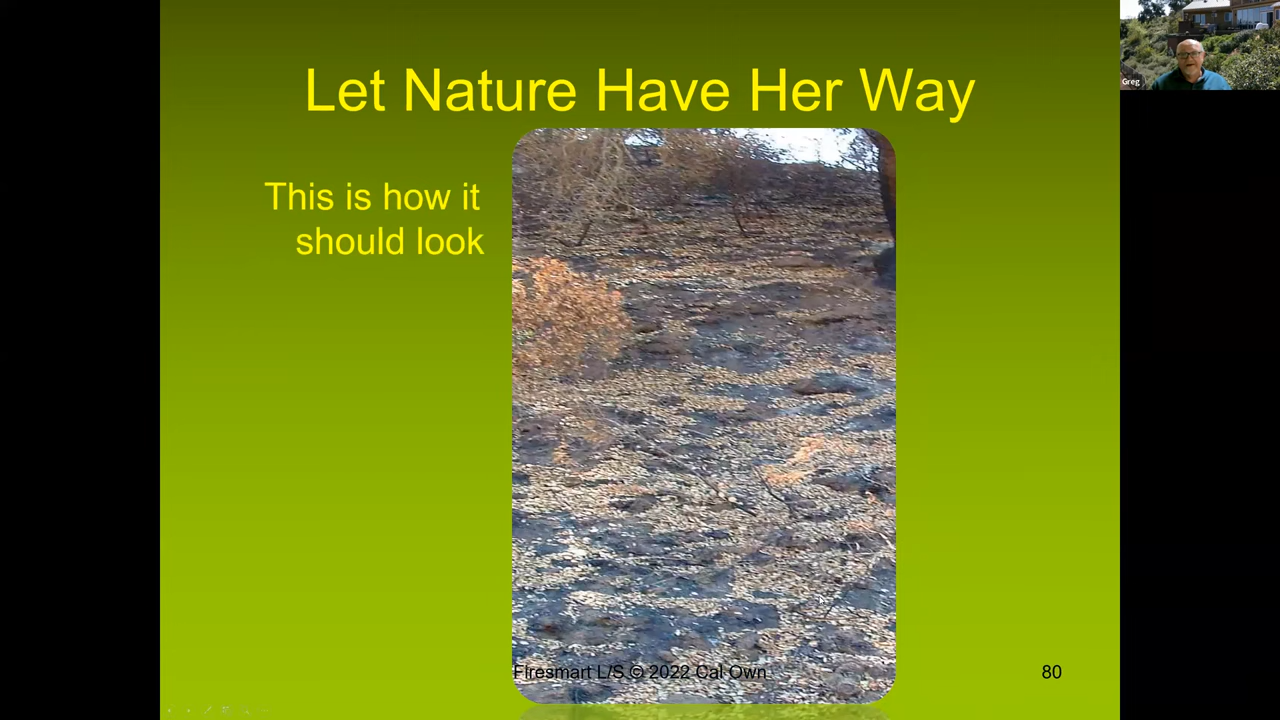 Let Nature Have Her Way
This is how it
should look
Firesmart L/S © 2022 Cal Own
80
Greg